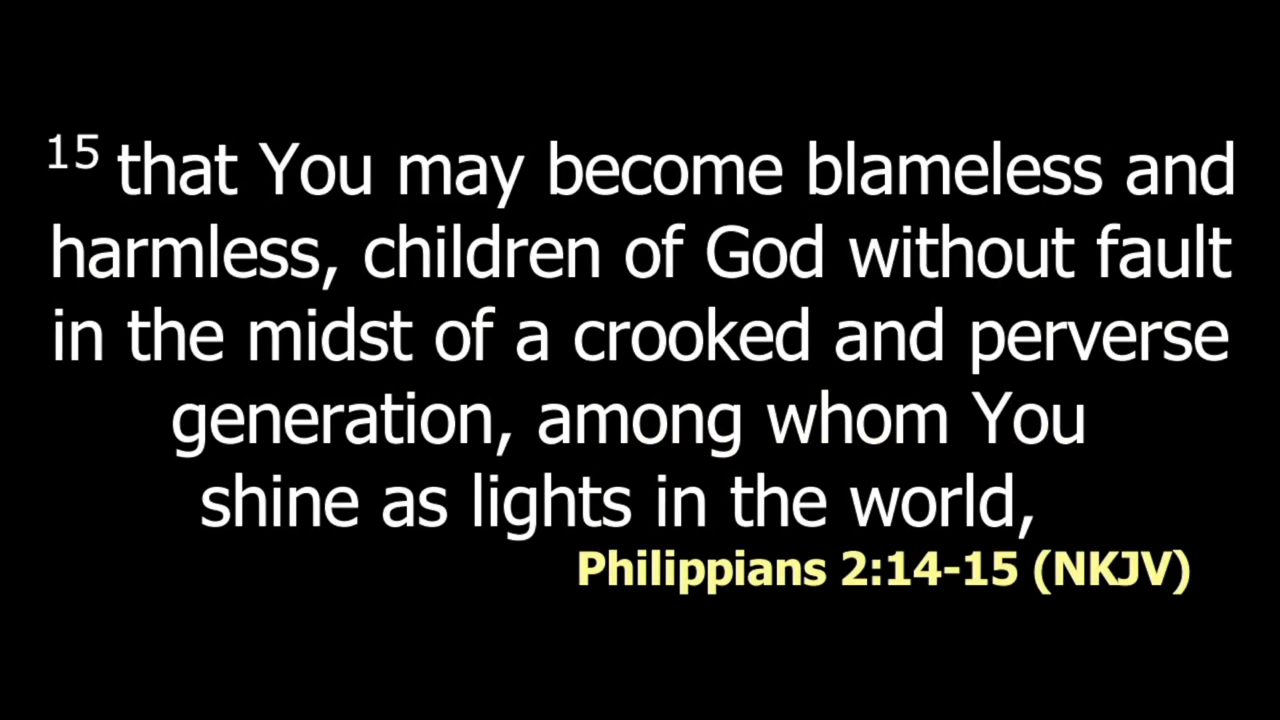 15 that You may become blameless and
harmless, children of God without fault
in the midst of a crooked and perverse
generation, among whom You
shine as lights in the world,
Philippians 2:14-15 (NKJV)